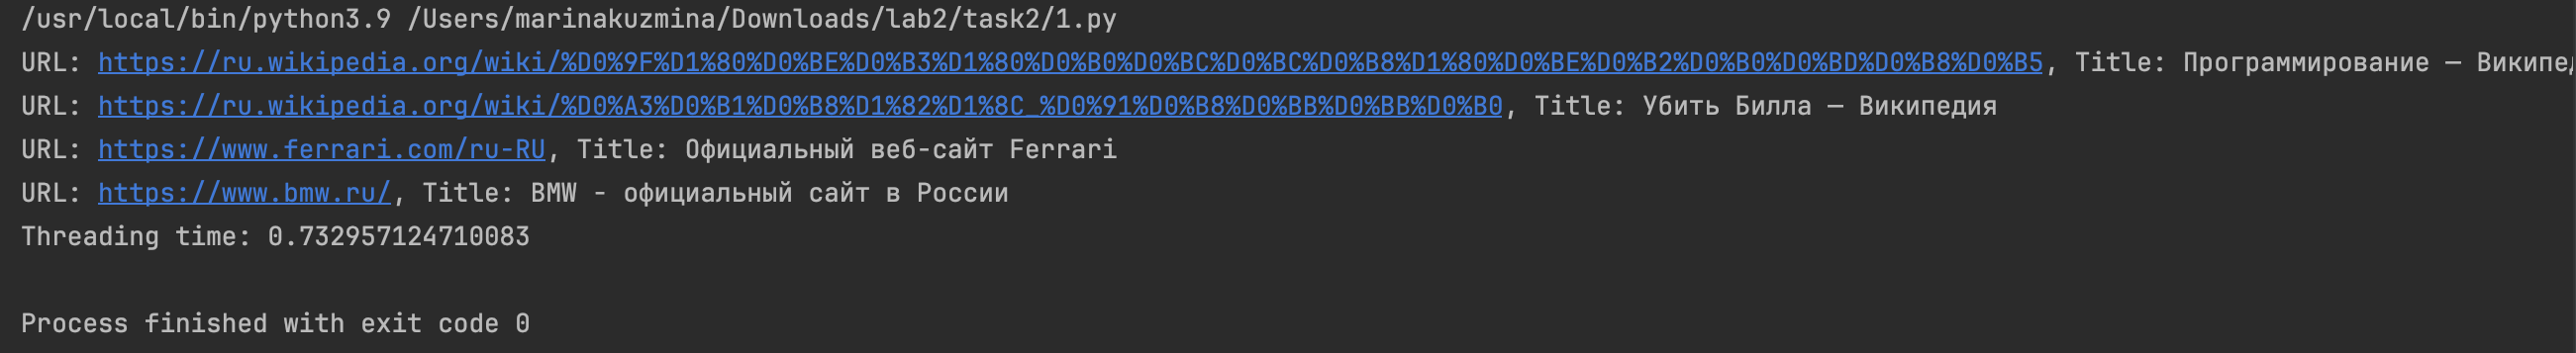 /usr/local/bin/python3.9 /Users/marinakuzmina/Downloads/lab2/task2/1.py
URL: https://ru.wikipedia.org/wiki/%D0%9F%D1%80%D0%BE%D0%B3%D1%80%D0%B0%D0%BC%D0%BC%D0%B8%D1%80%D0%BE%D0%B2%D0%B0%D0%BD%D0%B8%D0%B5, Title: Программирование — Википед
URL: https://ru.wikipedia.org/wiki/%D0%A3%D0%B1%D0%B8%D1%82%D1%8C_%D0%91%D0%B8%D0%BB%D0%BB%D0%B0, Title: Убить Билла — Википедия
URL: https://www.ferrari.com/ru-RU, Title: Официальный веб-сайт Ferrari
URL: https://www.bmw.ru/, Title: BMW - официальный сайт в России
Threading time: 0.732957124710083
Process finished with exit code 0